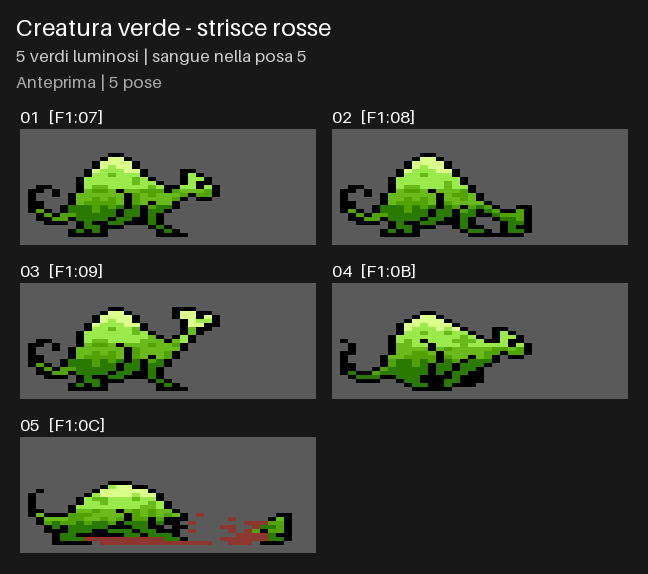 Creatura verde - strisce rosse
5 verdi luminosi | sangue nella posa 5
Anteprima | 5 pose
01 [F1:07]
02 [F1:08]
03 [F1:09]
04 [F1:0B]
05 [F1:0C]